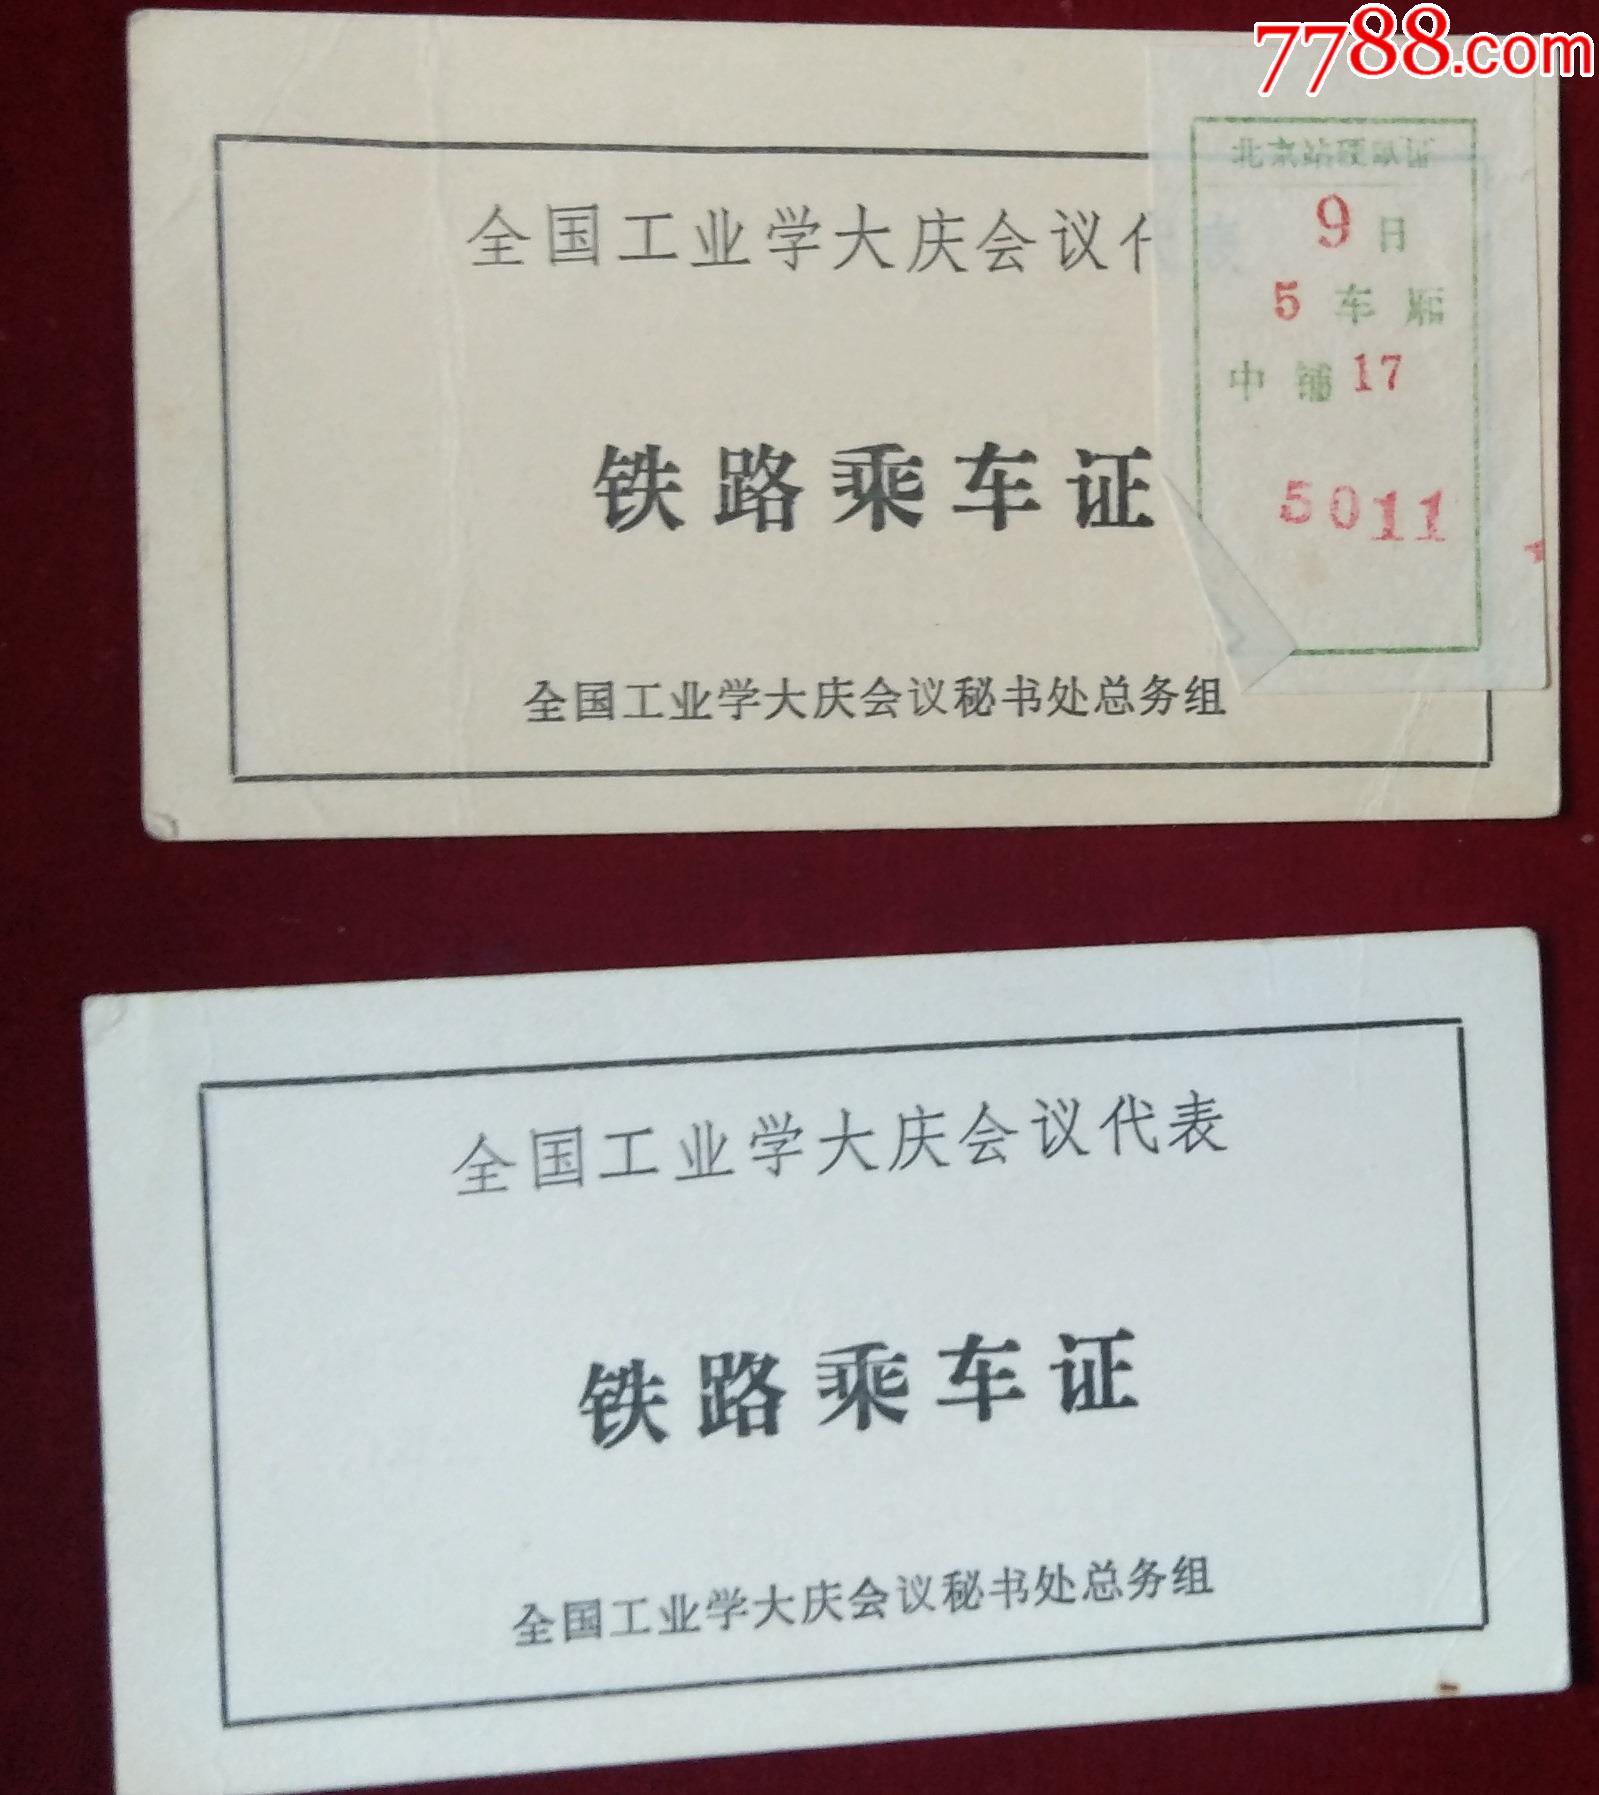 7788.com
全国工业学大庆会议代表
铁路乘车证
全国工业学大庆会议秘书处总务组
北京站硬卧证
9日
5车厢
中铺17
5011
全国工业学大庆会议代表
铁路乘车证
全国工业学大庆会议秘书处总务组